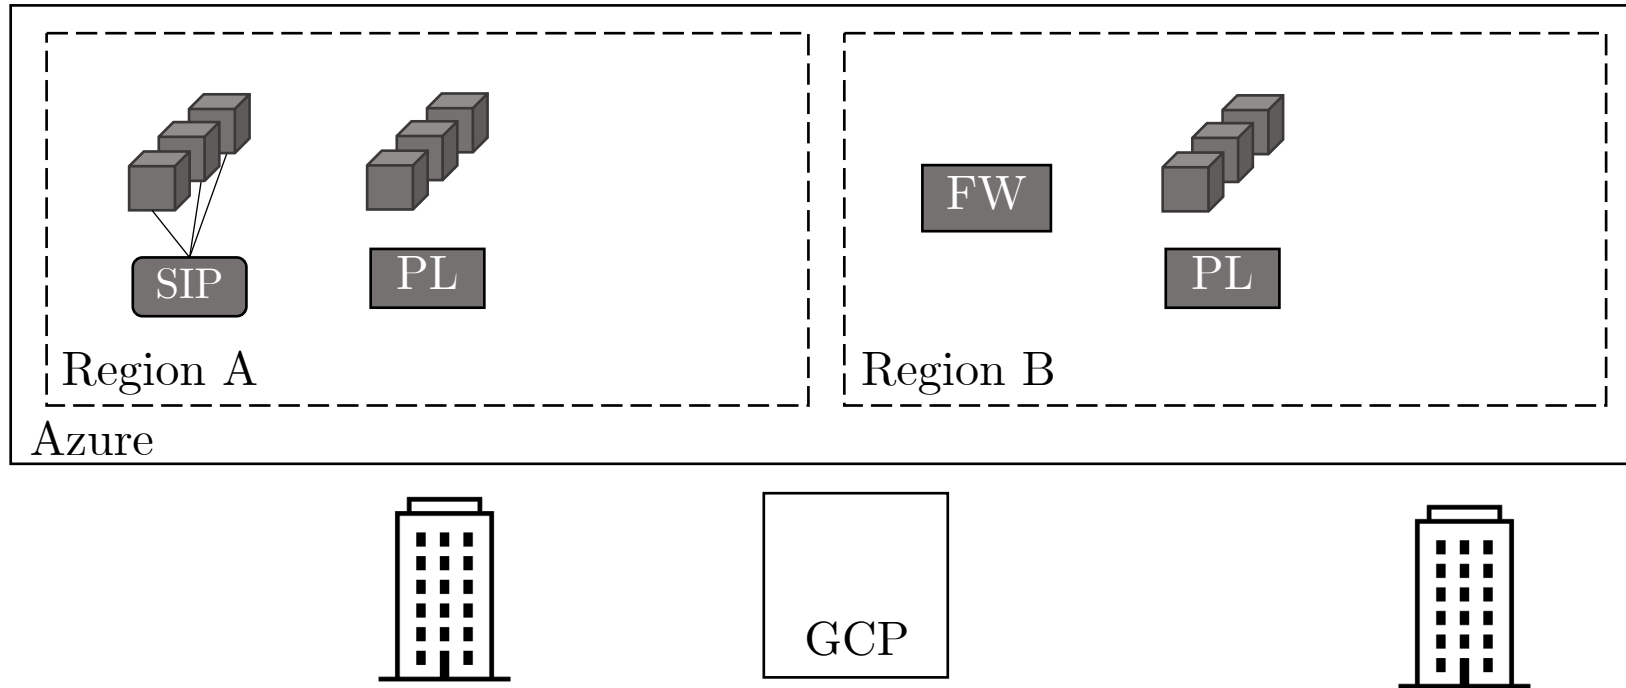 FW
SIP
PL
PL
Region A
Region B
Azure
GCP